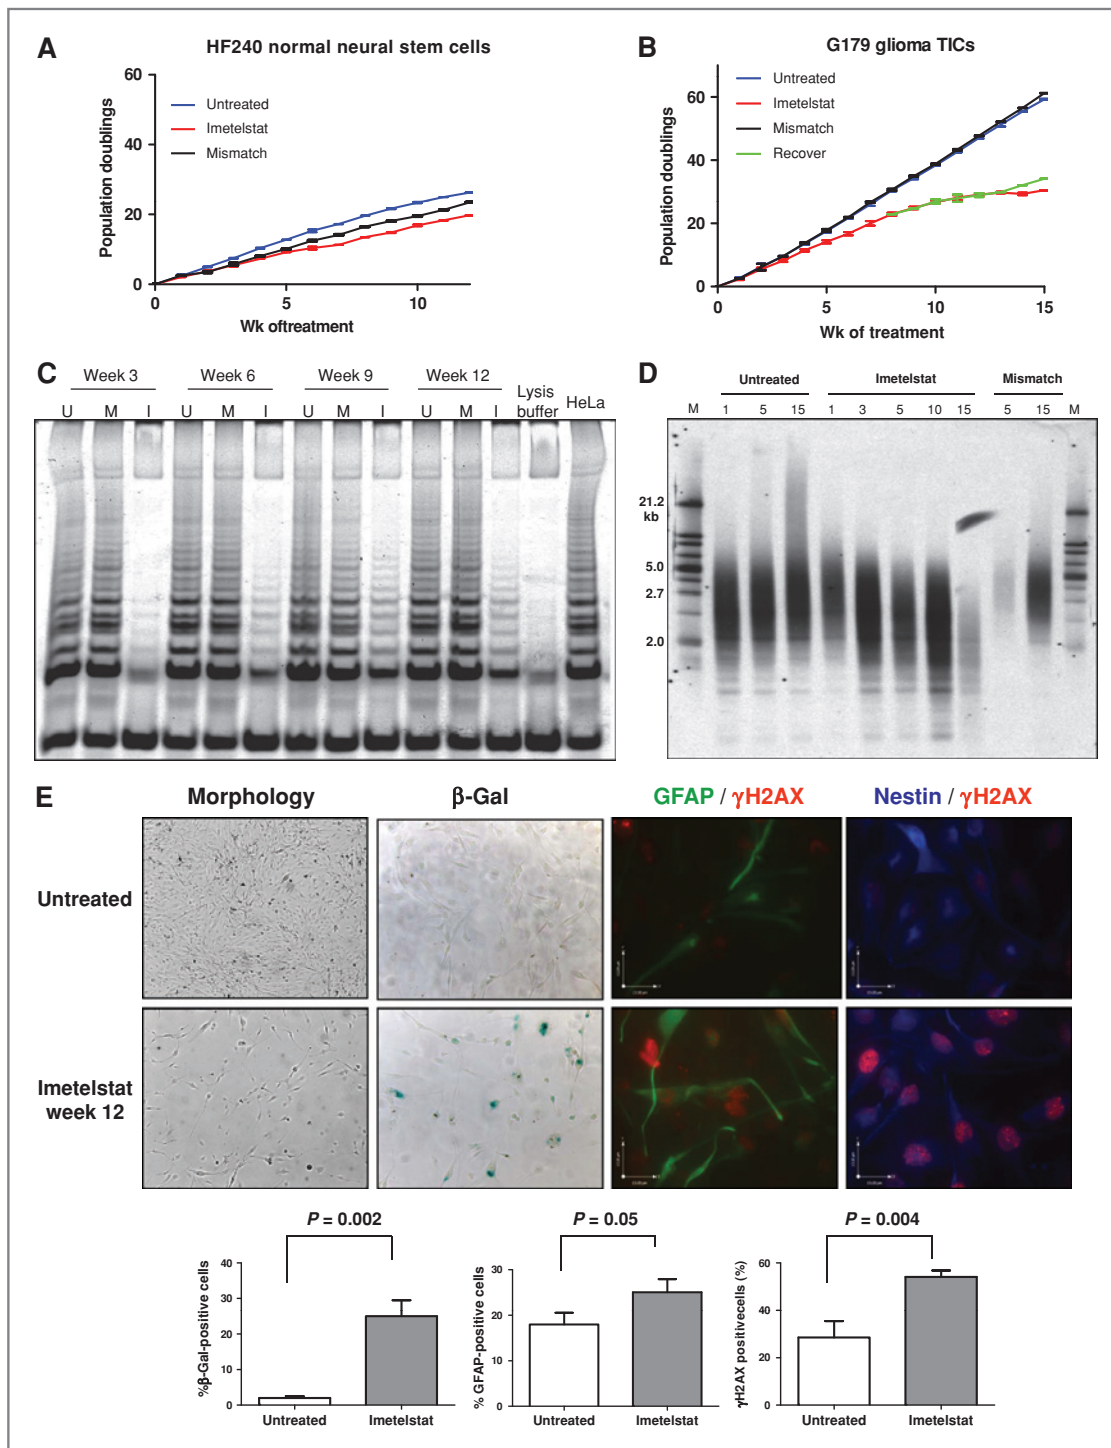 A
HF240 normal neural stem cells
60
40
20
0
Population doublings
Untreated
Imetelstat
Mismatch
0 5 10
Wk oftreatment
B
G179 glioma TICs
60
40
20
0
Population doublings
Untreated
Imetelstat
Mismatch
Recover
0 5 10 15
Wk of treatment
C
Week 3 Week 6 Week 9 Week 12 Lysis buffer HeLa
U M I U M I U M I U M I
D
Untreated Imetelstat Mismatch
M 1 5 15 1 3 5 10 15 5 15 M
21.2
kb
5.0
2.7
2.0
E
Morphology β-Gal GFAP / γH2AX Nestin / γH2AX
Untreated
Imetelstat
week 12
P = 0.002
40
30
20
10
0
%β-Gal-positive cells
Untreated Imetelstat
P = 0.05
30
20
10
0
% GFAP-positive cells
Untreated Imetelstat
P = 0.004
60
40
20
0
γH2AX positivecells (%)
Untreated Imetelstat